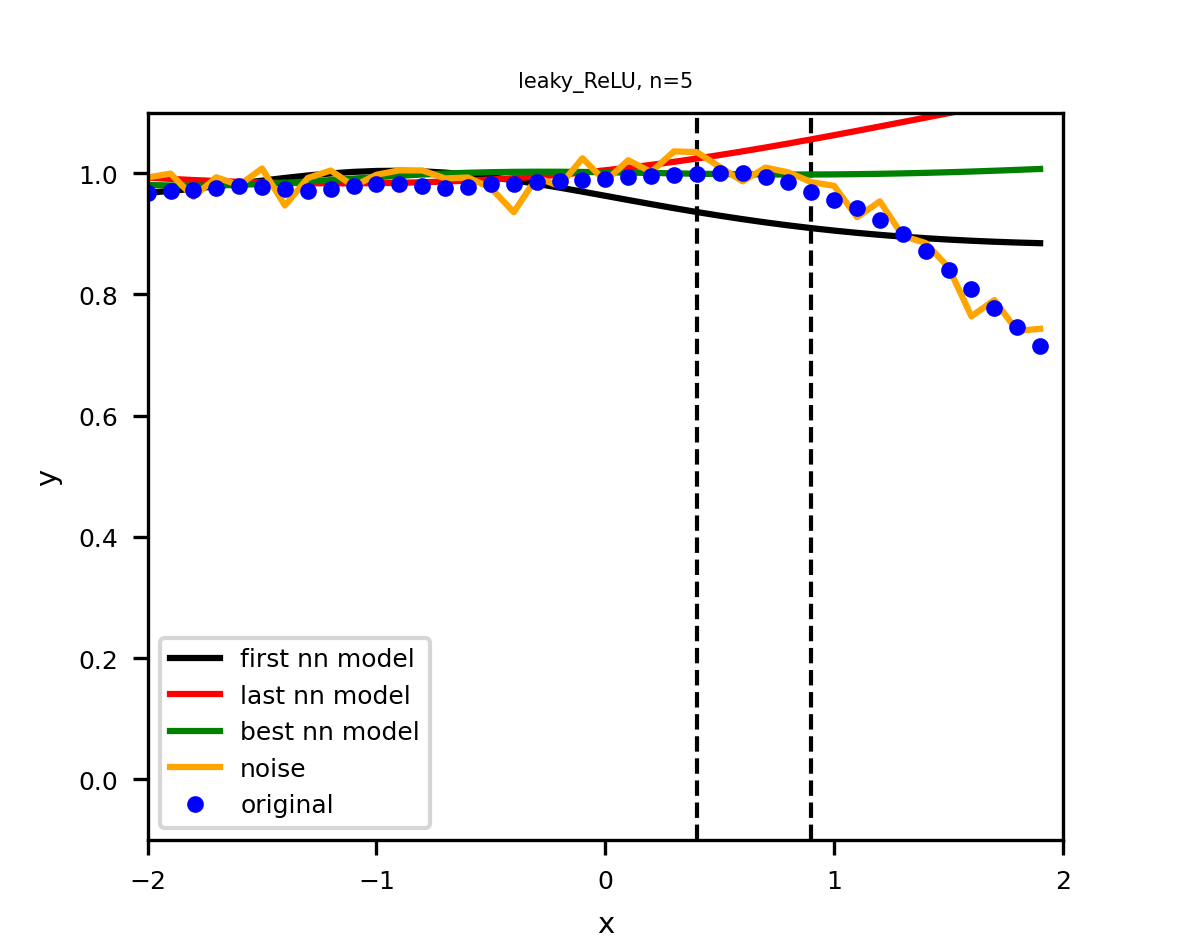 leaky_ReLU, n=5
1.0
0.8
0.6
0.4
0.2
0.0
y
first nn model
last nn model
best nn model
noise
original
−2
−1
0
1
2
x